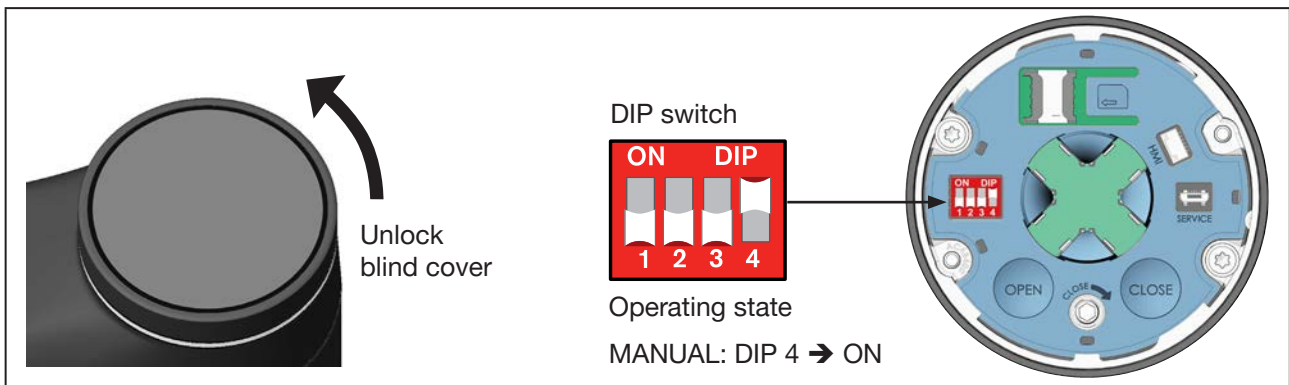 Unlock
blind cover
DIP switch
ON DIP
1 2 3 4
Operating state
MANUAL: DIP 4 ➔ ON
ON DIP
1 2 3 4
HMI
SERVICE
OPEN
CLOSE
CLOSE